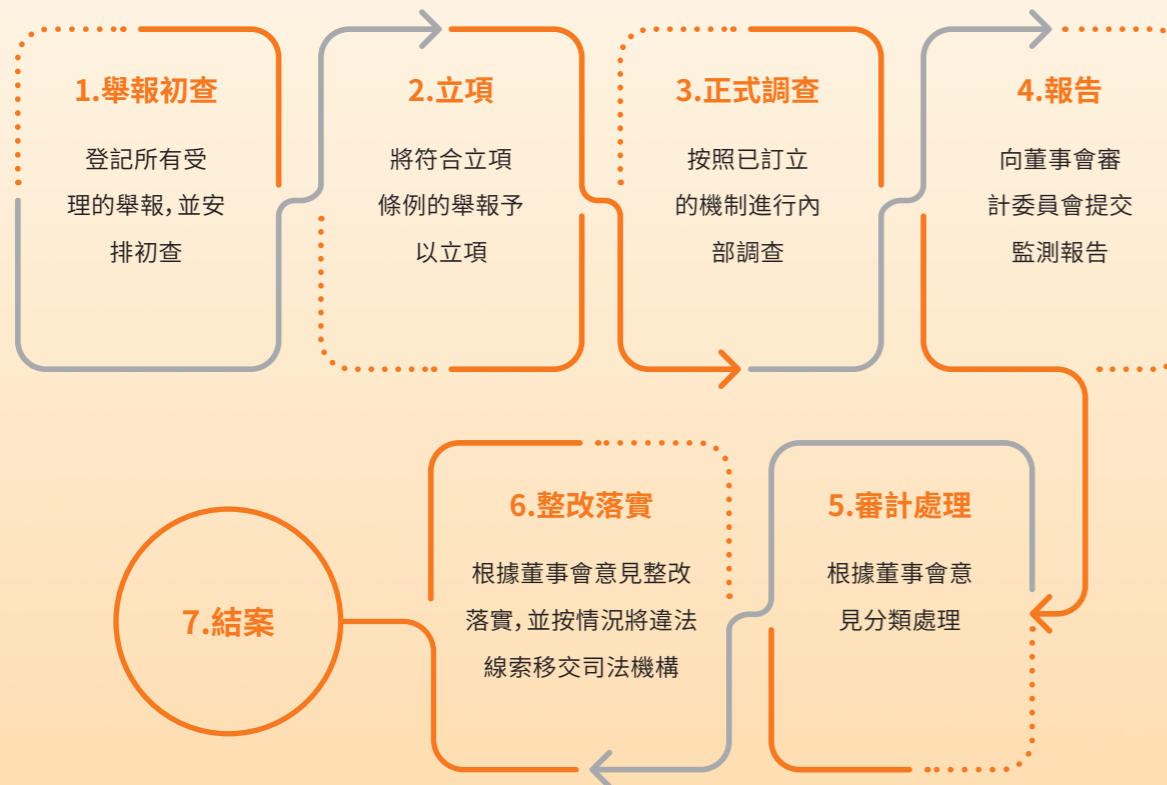 1.舉報初查
登記所有受
理的舉報，並安
排初查
2.立項
將符合立項
條例的舉報予
以立項
3.正式調查
按照已訂立
的機制進行內
部調查
4.報告
向董事會審
計委員會提交
監測報告
5.審計處理
根據董事會意
見分類處理
6.整改落實
根據董事會意見整改
落實，並按情況將違法
線索移交司法機構
7.結案